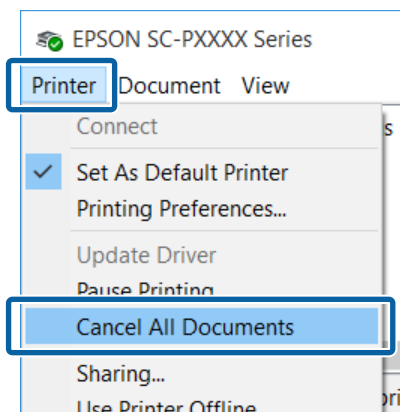 EPSON SC-PXXXX Series
Printer Document View
Connect
s
Set As Default Printer
Printing Preferences...
Update Driver
Pause Printing
Cancel All Documents
Sharing...
Use Printer Offline